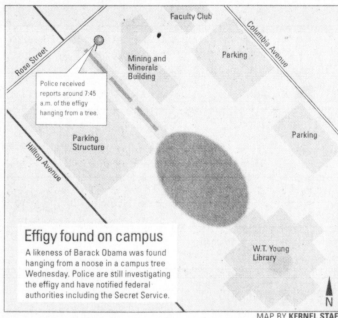 Faculty Club
Columbia Avenue
Rose Street
Mining and
Minerals
Building
Parking
Police received
reports around 7:45
a.m. of the effigy
hanging from a tree.
Parking
Structure
Parking
Hilltop Avenue
Effigy found on campus
A likeness of Barack Obama was found
hanging from a noose in a campus tree
Wednesday. Police are still investigating
the effigy and have notified federal
authorities including the Secret Service.
W.T. Young
Library
N
MAP BY KERNEL STAFF